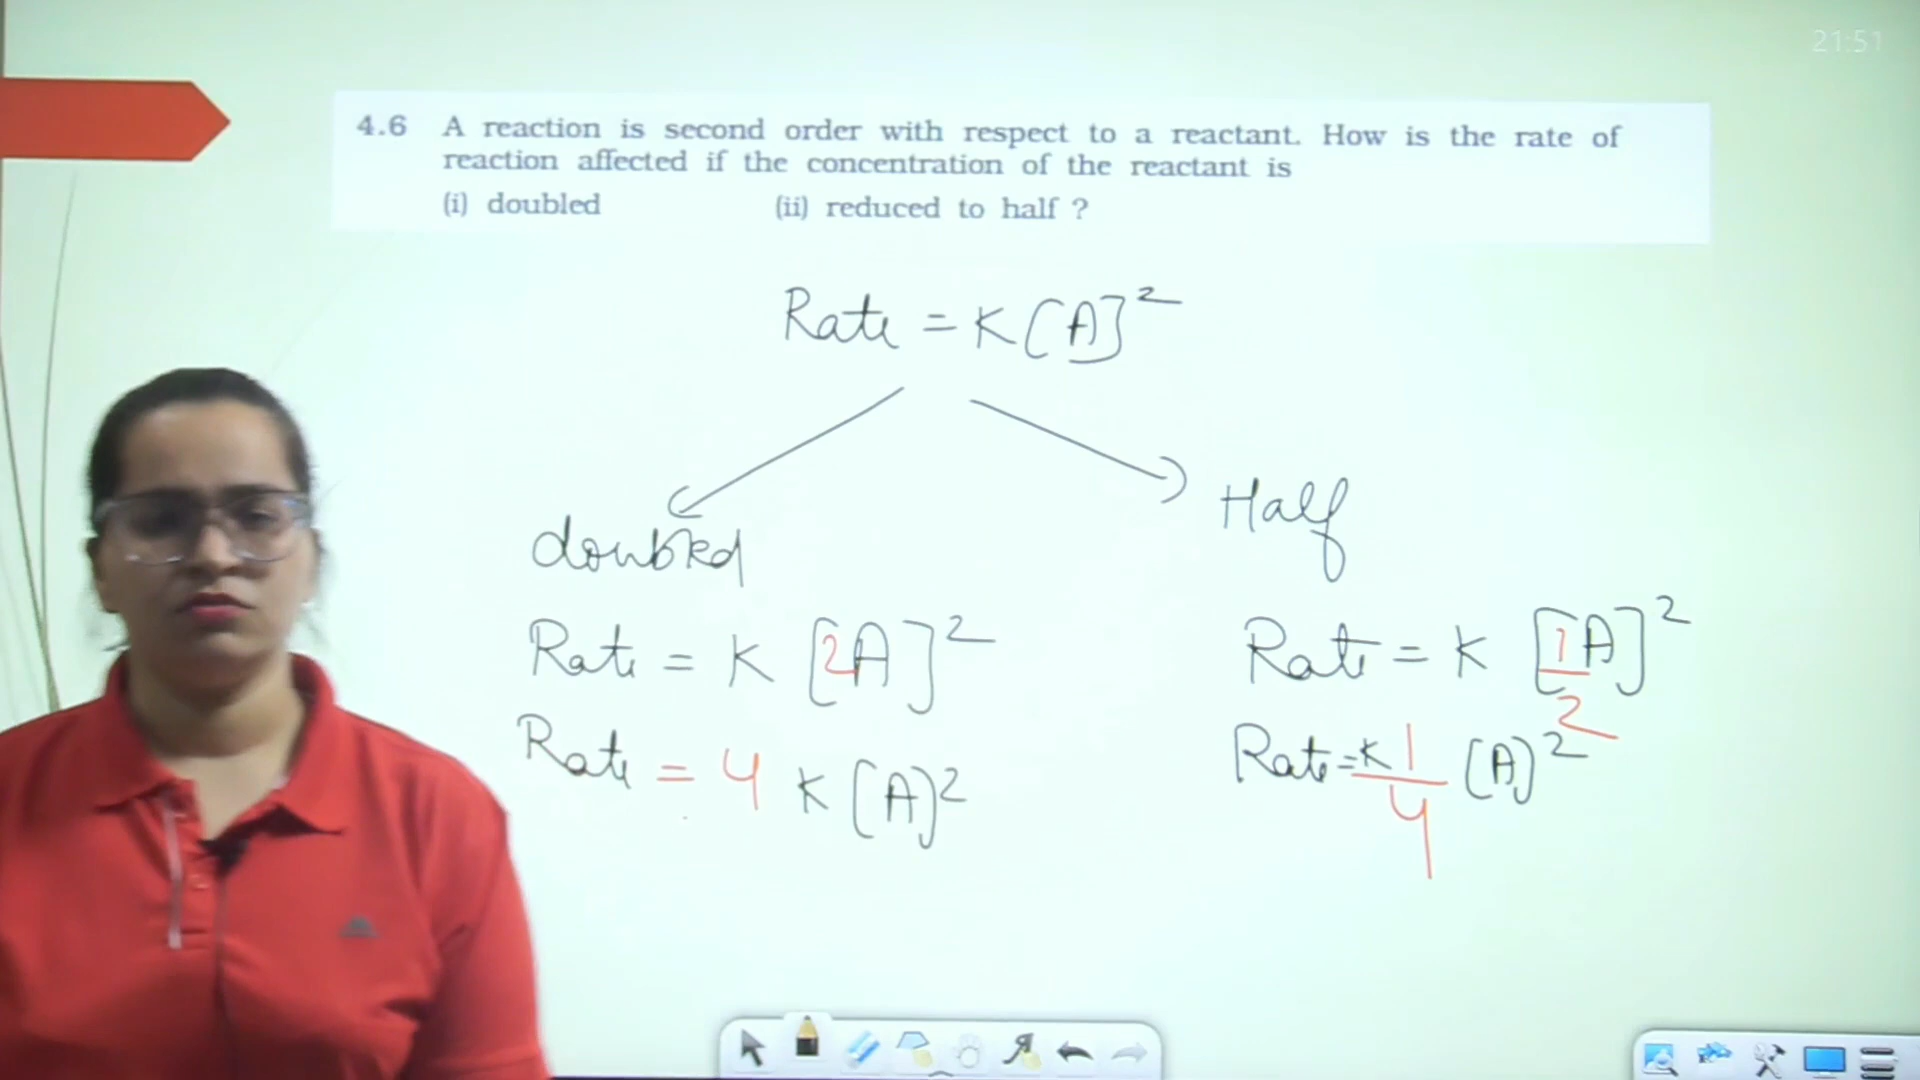 21:51
4.6 A reaction is second order with respect to a reactant. How is the rate of
reaction affected if the concentration of the reactant is
(i) doubled (ii) reduced to half ?
Rate = K[A]²
doubled
Rate = K [2A]²
Rate = 4 K[A]²
Half
Rate = K [1/2 A]²
Rate = K 1/4 [A]²